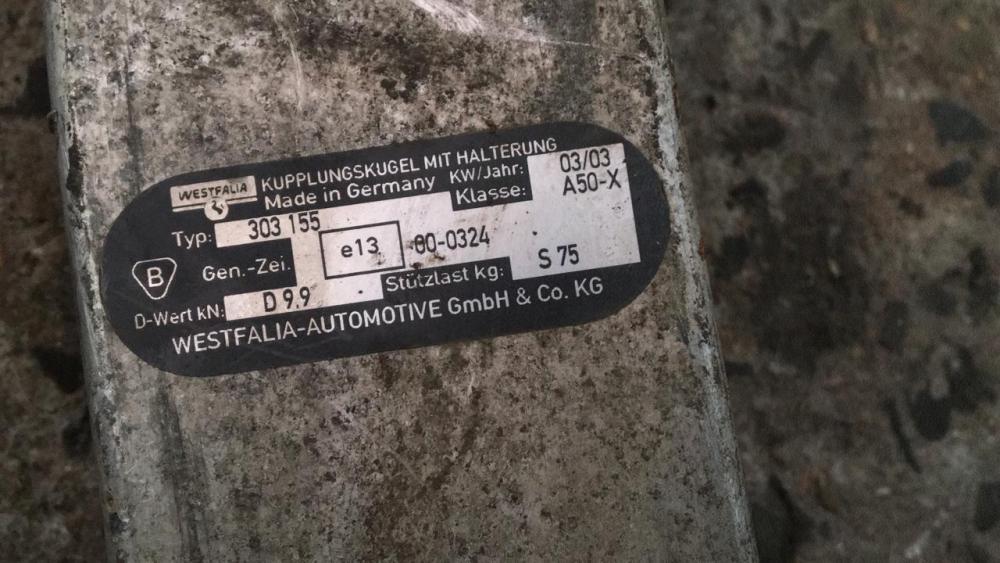 WESTFALIA KUPPLUNGSKUGEL MIT HALTERUNG
Made in Germany KW/Jahr: 03/03
Klasse: A50-X
Typ: 303 155
B Gen.-Zei. e13 00-0324
D-Wert kN: D 9.9 Stützlast kg: S 75
WESTFALIA-AUTOMOTIVE GmbH & Co. KG